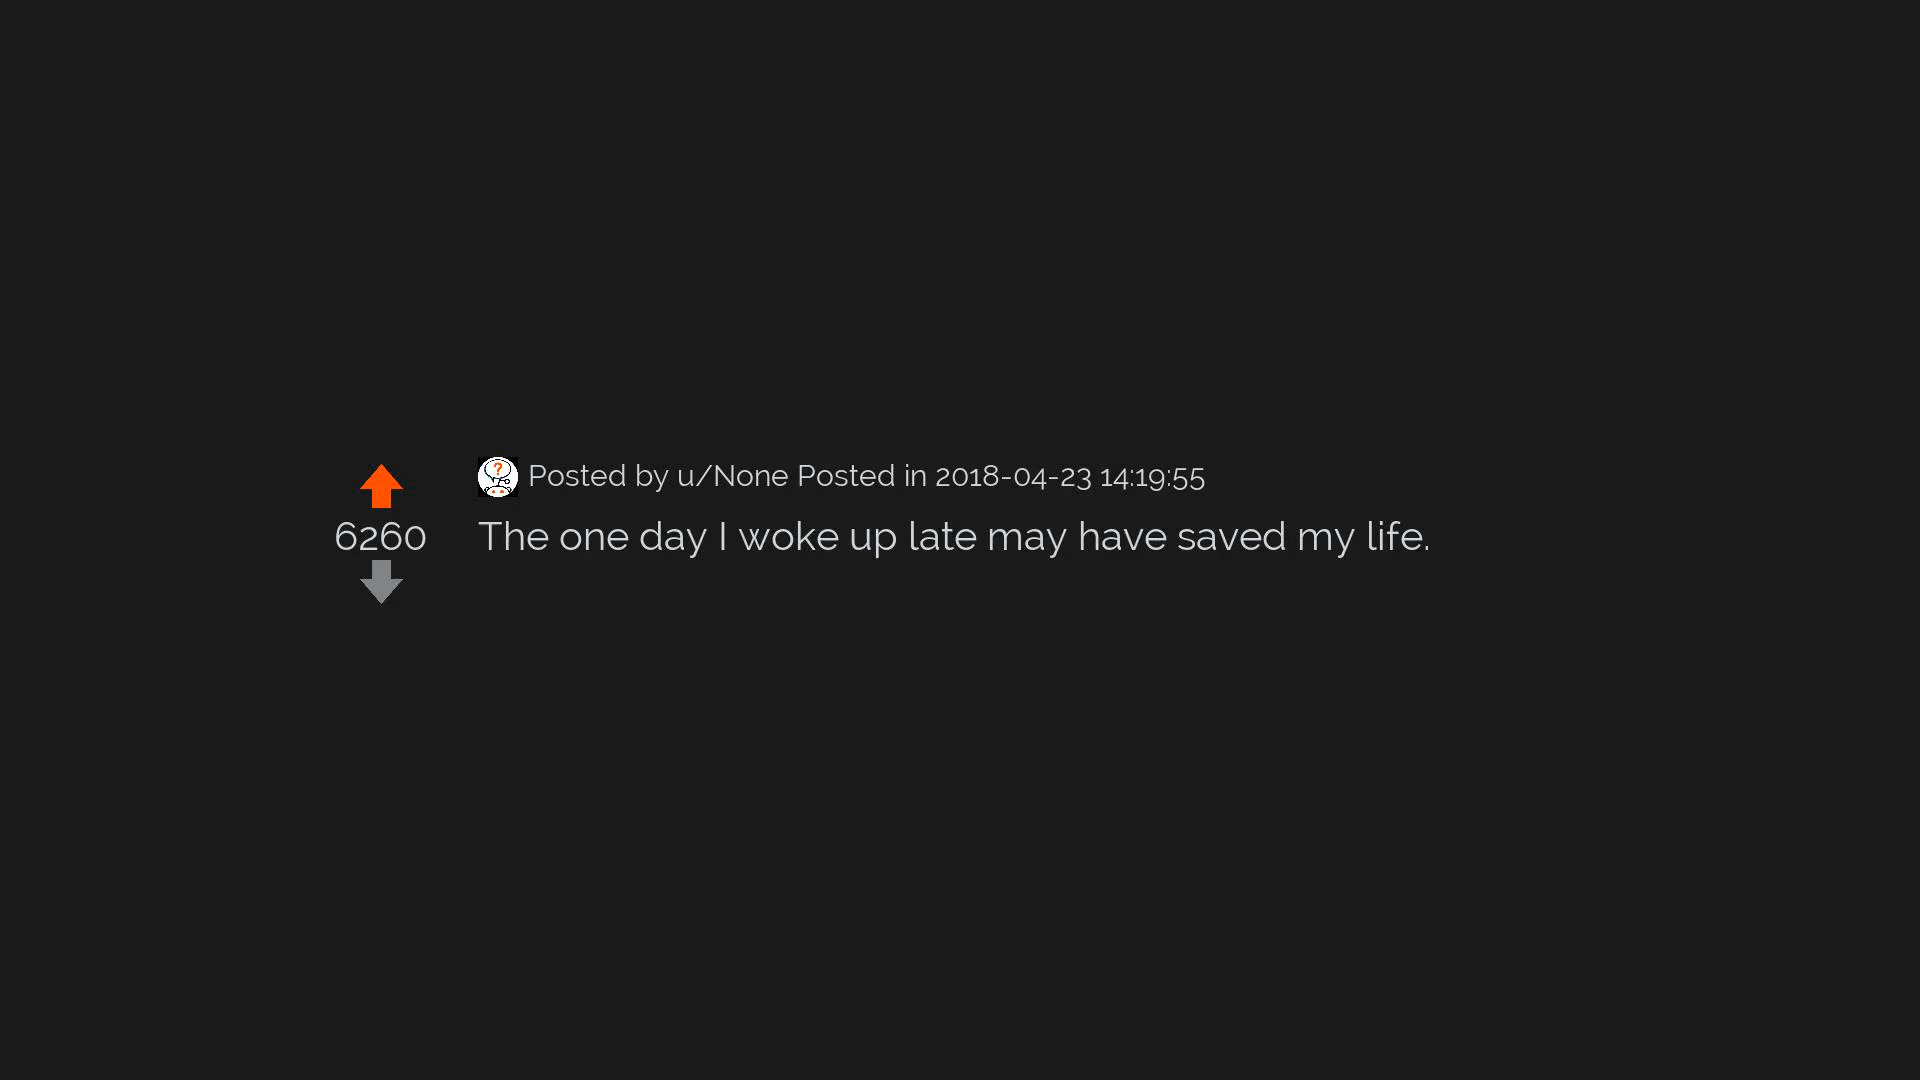 Posted by u/None Posted in 2018-04-23 14:19:55
6260 The one day I woke up late may have saved my life.